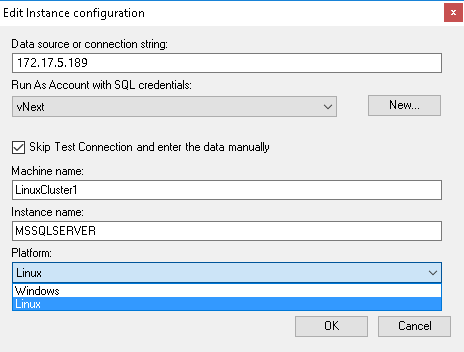 Edit Instance configuration
x
Data source or connection string:
172.17.5.189
Run As Account with SQL credentials:
vNext
New...
Skip Test Connection and enter the data manually
Machine name:
LinuxCluster1
Instance name:
MSSQLSERVER
Platform:
Linux
Windows
Linux
OK Cancel